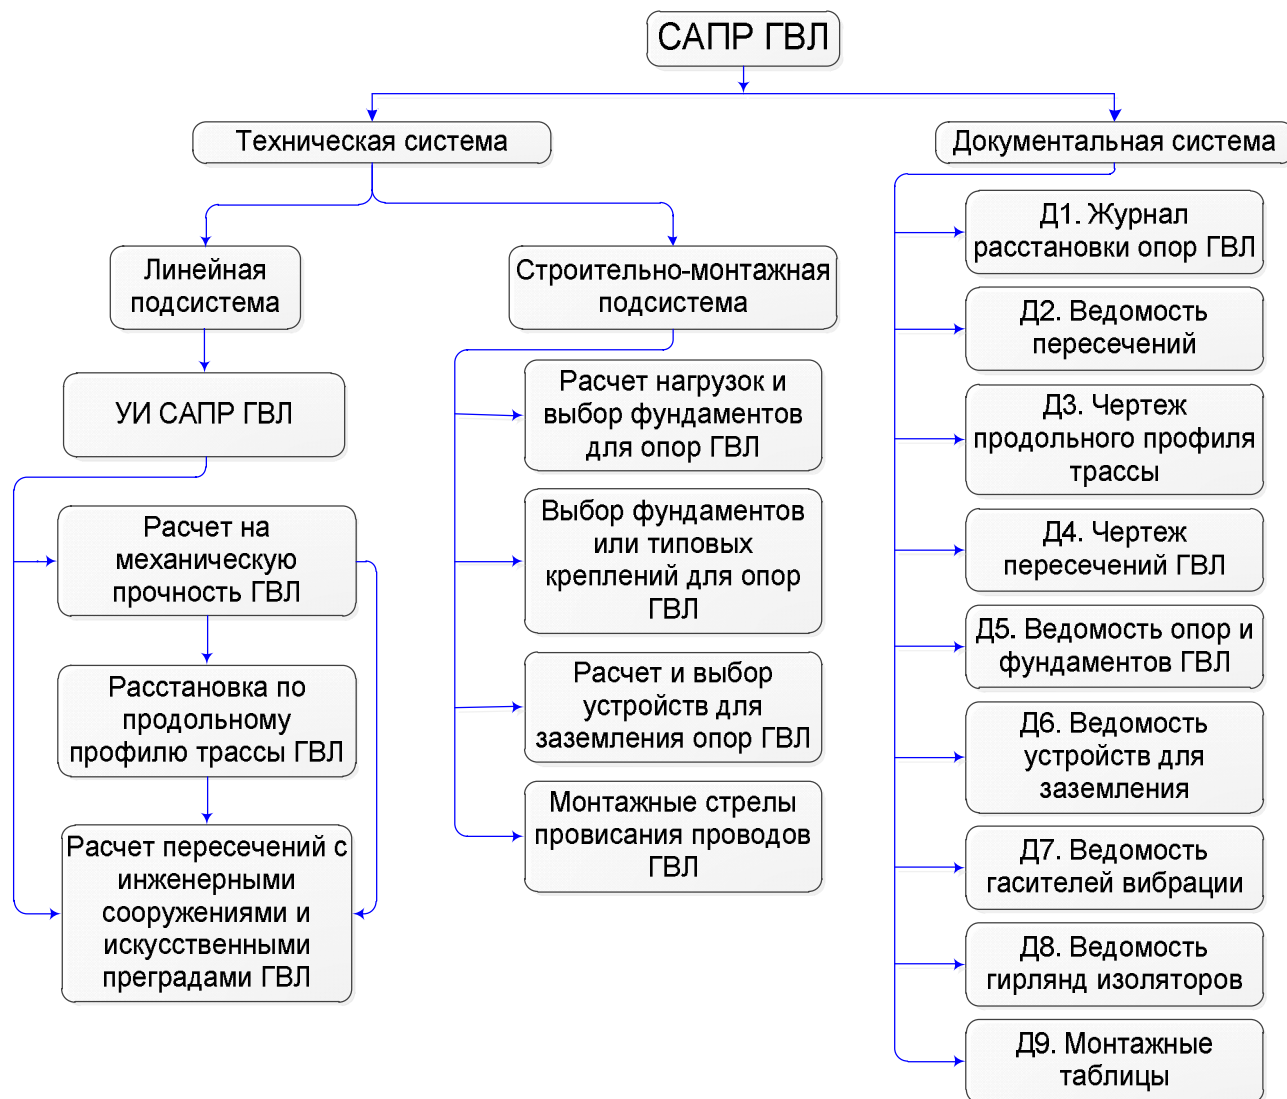 САПР ГВЛ
Техническая система
Документальная система
Линейная
подсистема
УИ САПР ГВЛ
Расчет на
механическую
прочность ГВЛ
Расстановка по
продольному
профилю трассы ГВЛ
Расчет пересечений с
инженерными
сооружениями и
искусственными
преградами ГВЛ
Строительно-монтажная
подсистема
Расчет нагрузок и
выбор фундаментов
для опор ГВЛ
Выбор фундаментов
или типовых
креплений для опор
ГВЛ
Расчет и выбор
устройств для
заземления опор ГВЛ
Монтажные стрелы
провисания проводов
ГВЛ
Д1. Журнал
расстановки опор ГВЛ
Д2. Ведомость
пересечений
Д3. Чертеж
продольного профиля
трассы
Д4. Чертеж
пересечений ГВЛ
Д5. Ведомость опор и
фундаментов ГВЛ
Д6. Ведомость
устройств для
заземления
Д7. Ведомость
гасителей вибрации
Д8. Ведомость
гирлянд изоляторов
Д9. Монтажные
таблицы